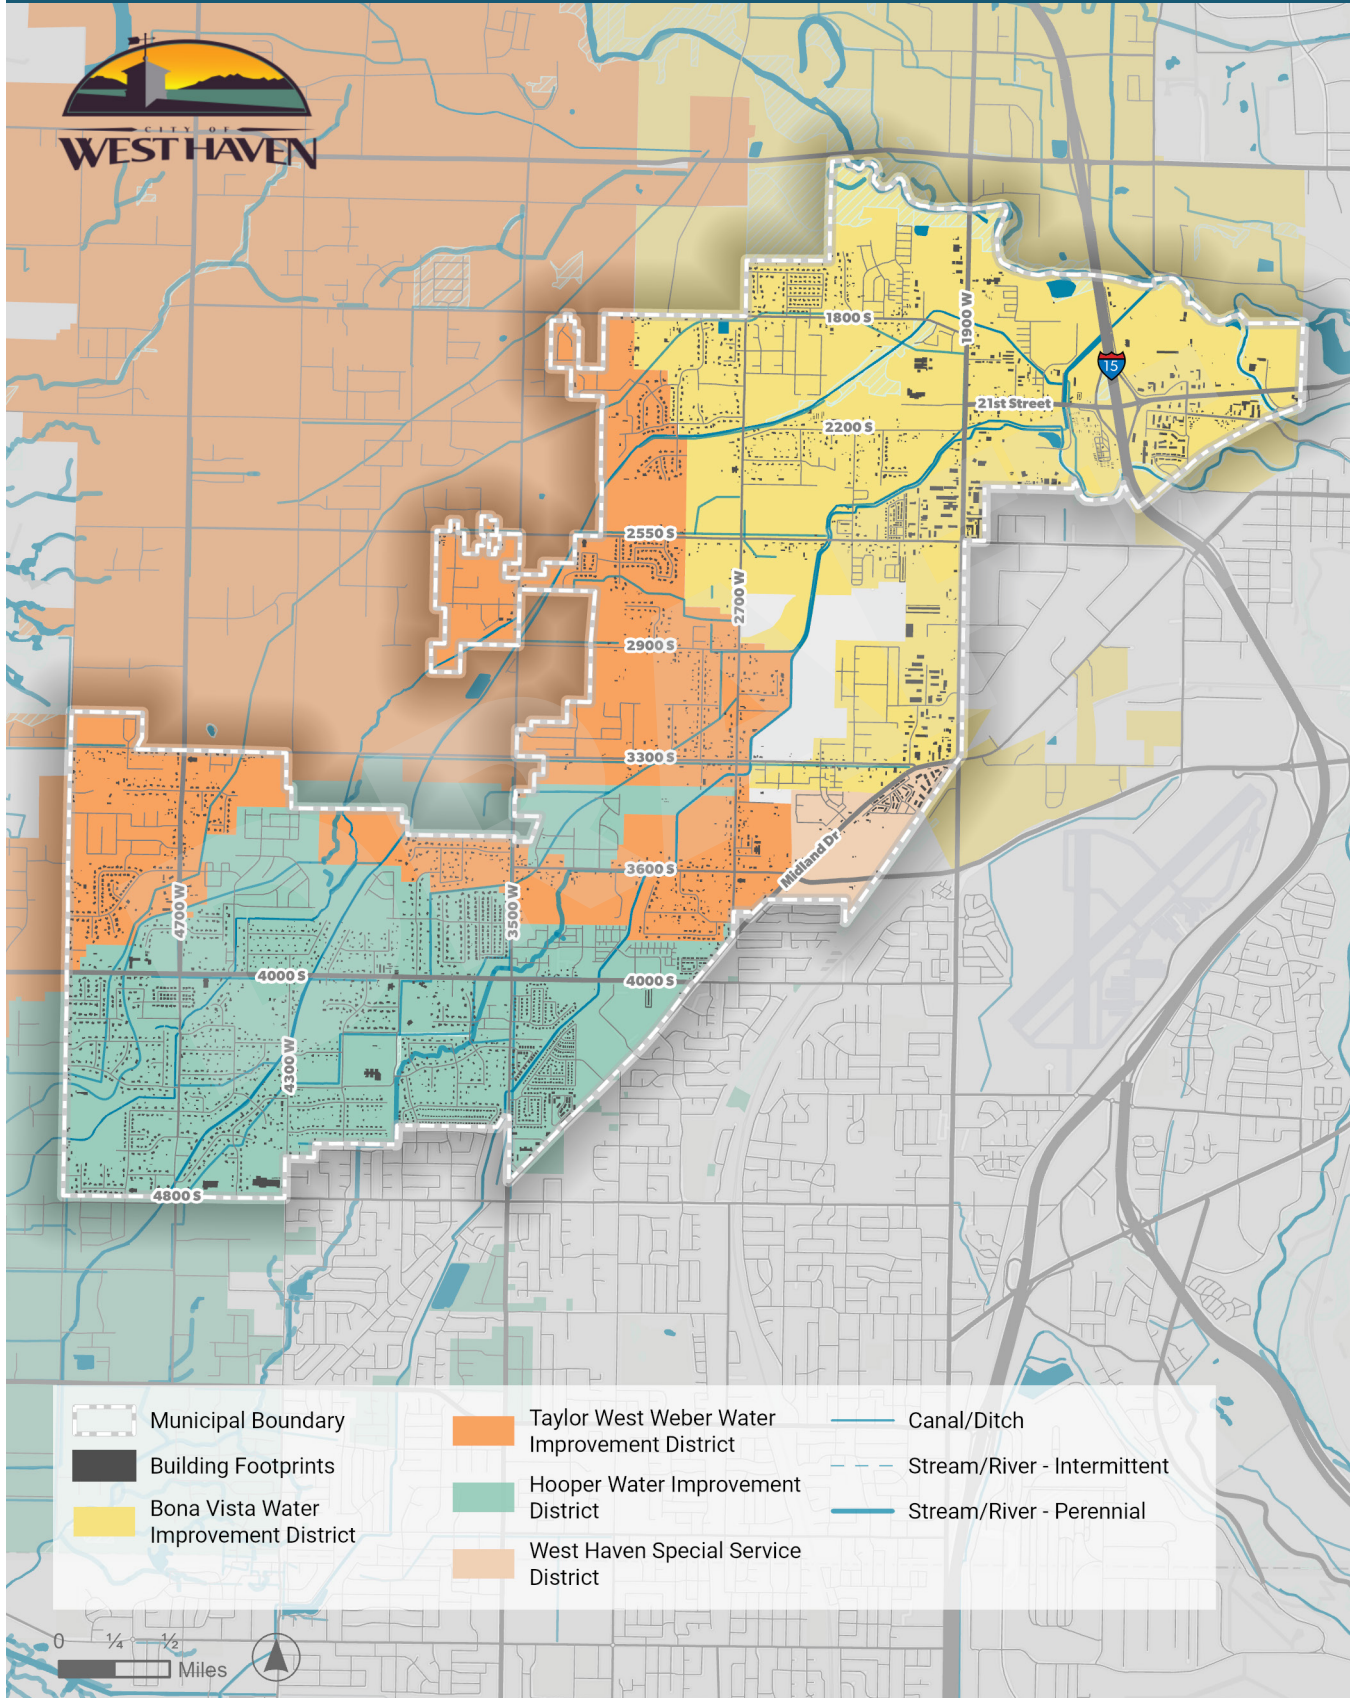 CITY OF
WEST HAVEN
1800 S
1900 W
15
21st Street
2200 S
2550 S
2700 W
2900 S
3300 S
Midland Dr
3600 S
4700 W
3500 W
4000 S
4000 S
4300 W
4800 S
Municipal Boundary
Building Footprints
Bona Vista Water
Improvement District
Taylor West Weber Water
Improvement District
Hooper Water Improvement
District
West Haven Special Service
District
Canal/Ditch
Stream/River - Intermittent
Stream/River - Perennial
0 ¼ ½
Miles